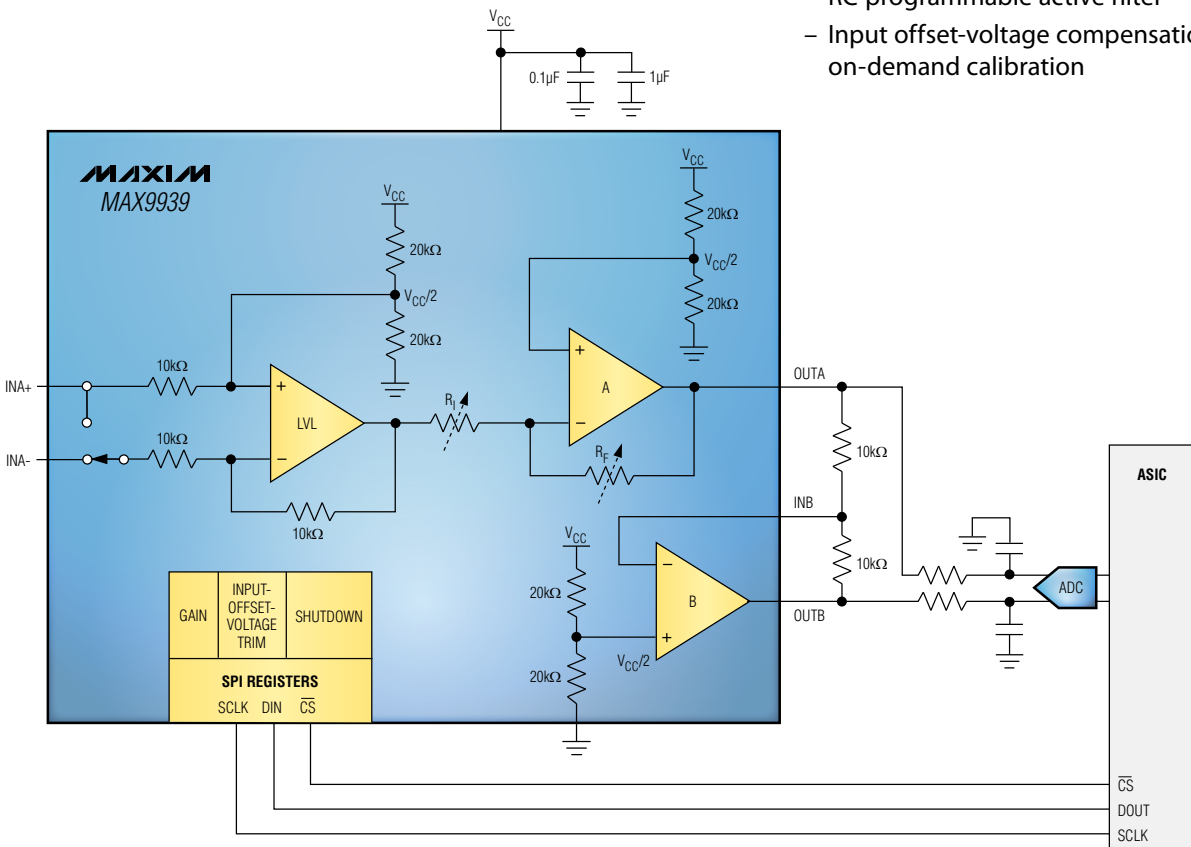 RC programmable active filter
– Input offset-voltage compensatio
on-demand calibration
VCC
0.1µF
1µF
MAXIM
MAX9939
VCC
20kΩ
VCC/2
20kΩ
VCC
20kΩ
VCC/2
20kΩ
INA+
10kΩ
+
LVL
–
INA-
10kΩ
10kΩ
RI
+
A
–
RF
OUTA
10kΩ
INB
10kΩ
OUTB
VCC
20kΩ
VCC/2
20kΩ
–
B
+
ADC
ASIC
GAIN
INPUT-
OFFSET-
VOLTAGE
TRIM
SHUTDOWN
SPI REGISTERS
SCLK DIN CS
CS
DOUT
SCLK